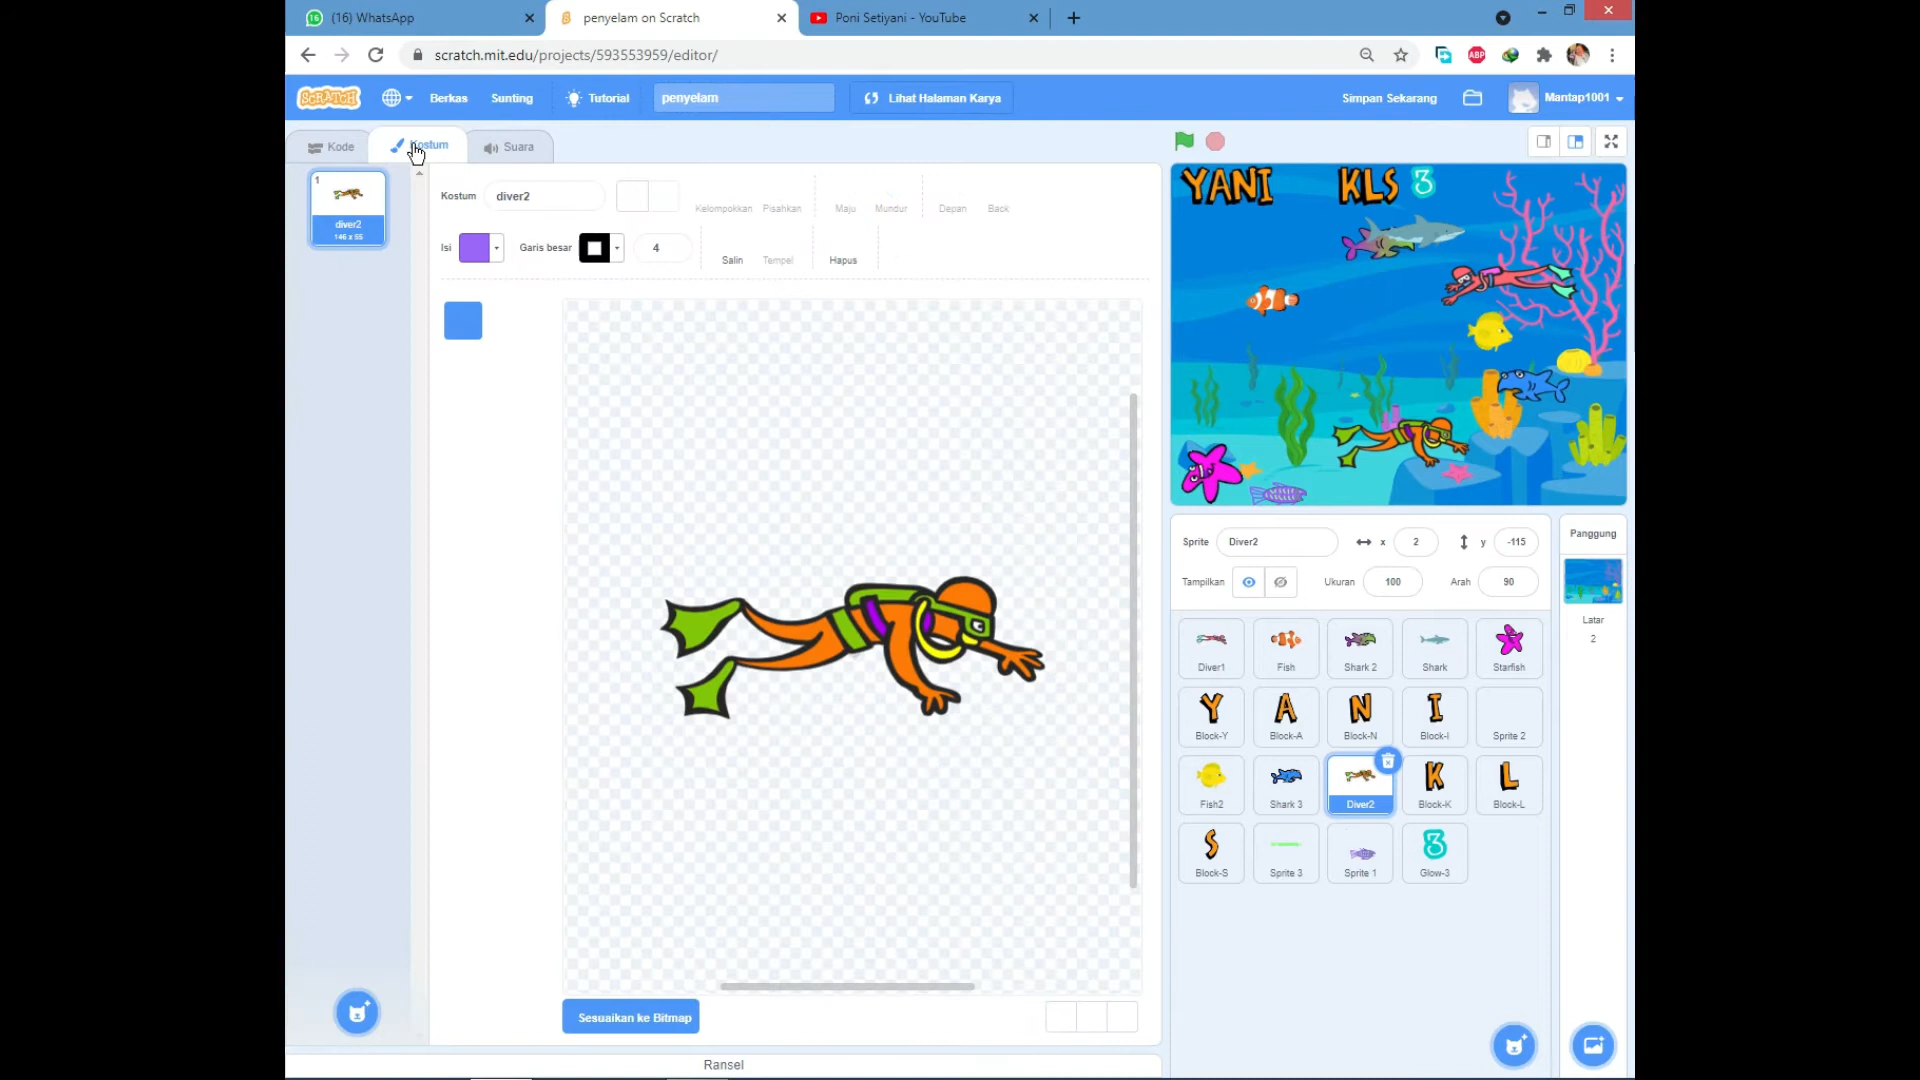 (16) WhatsApp
penyelam on Scratch
Poni Setiyani - YouTube
scratch.mit.edu/projects/593553959/editor/
ABP
SCRATCH
Berkas
Sunting
Tutorial
penyelam
Lihat Halaman Karya
Simpan Sekarang
Mantap1001
Kode
Kostum
Suara
1
diver2
146 x 55
Kostum
diver2
Kelompokkan
Pisahkan
Maju
Mundur
Depan
Back
Isi
Garis besar
4
Salin
Tempel
Hapus
Sesuaikan ke Bitmap
Ransel
YANI KLS 3
Sprite
Diver2
x
2
y
-115
Tampilkan
Ukuran
100
Arah
90
Panggung
Latar
2
Diver1
Fish
Shark 2
Shark
Starfish
Y
A
N
I
Block-Y
Block-A
Block-N
Block-I
Sprite 2
K
L
Fish2
Shark 3
Diver2
Block-K
Block-L
S
3
Block-S
Sprite 3
Sprite 1
Glow-3